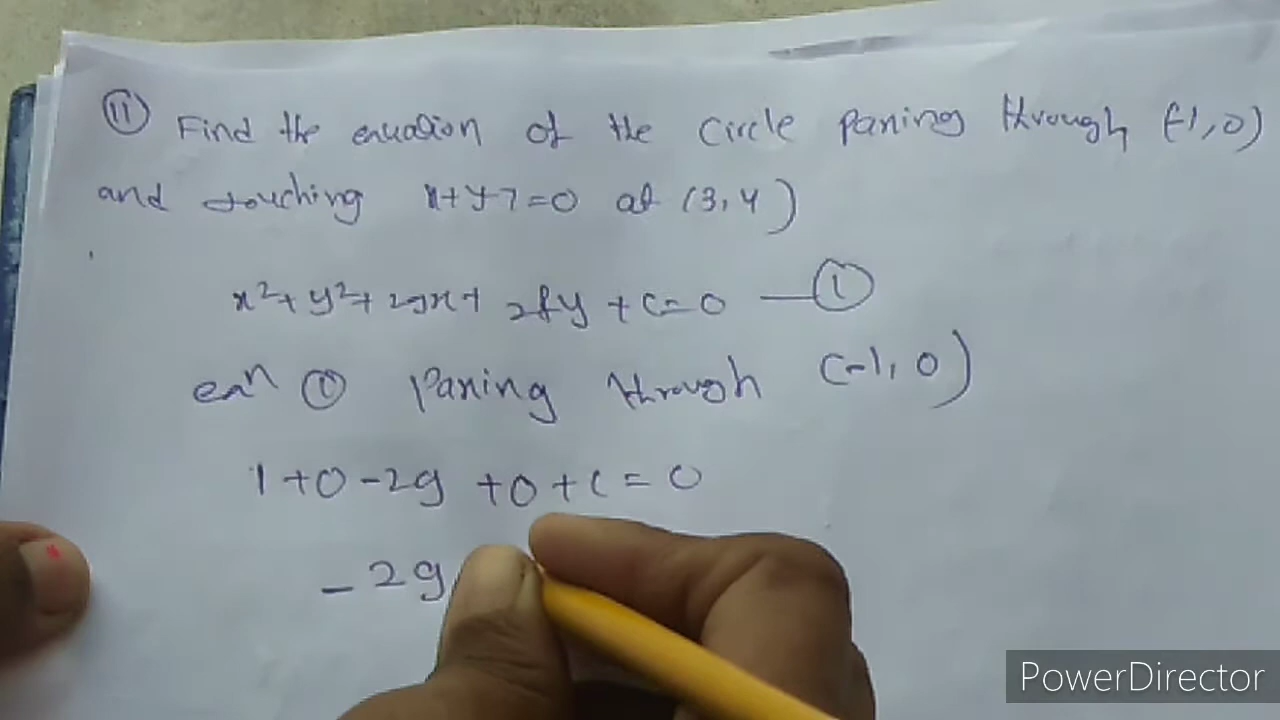 11 Find the equation of the circle passing through (-1,0)
and touching x+y-7=0 at (3,4)
x²+y²+2gx+2fy+c=0 — 1
eqn 1 passing through (-1,0)
1+0-2g+0+c=0
-2g
PowerDirector